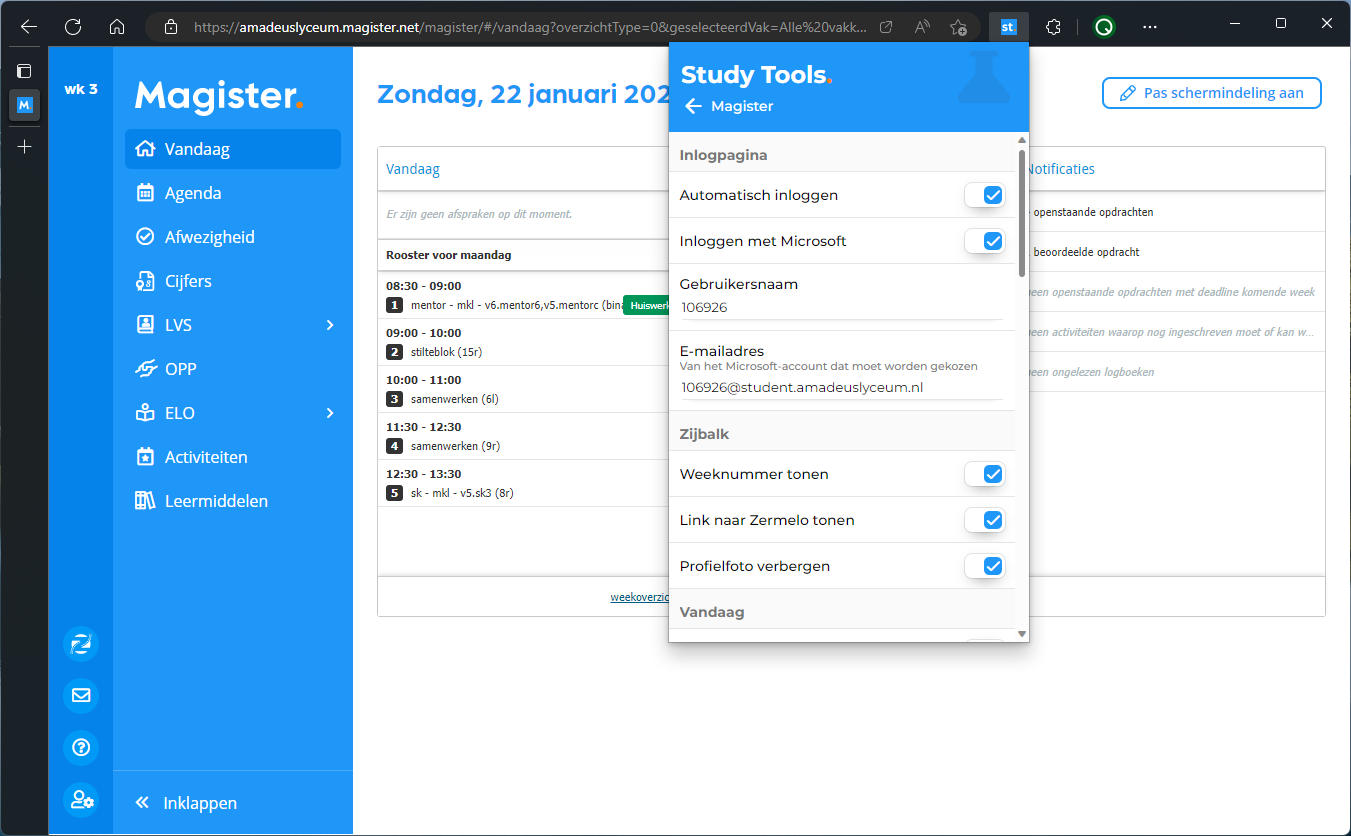 https://amadeuslyceum.magister.net/magister/#/vandaag?overzichtType=0&geselecteerdVak=Alle%20vakk...
st
M.
wk 3
Magister.
Vandaag
Agenda
Afwezigheid
Cijfers
LVS
OPP
ELO
Activiteiten
Leermiddelen
Inklappen
Zondag, 22 januari 202
Pas schermindeling aan
Vandaag
Er zijn geen afspraken op dit moment.
Rooster voor maandag
08:30 - 09:00
1 mentor - mkl - v6.mentor6,v5.mentorc (bina
Huiswerk
09:00 - 10:00
2 stilteblok (15r)
10:00 - 11:00
3 samenwerken (6l)
11:30 - 12:30
4 samenwerken (9r)
12:30 - 13:30
5 sk - mkl - v5.sk3 (8r)
weekoverzic
Study Tools.
Magister
Inlogpagina
Automatisch inloggen
Inloggen met Microsoft
Gebruikersnaam
106926
E-mailadres
Van het Microsoft-account dat moet worden gekozen
106926@student.amadeuslyceum.nl
Zijbalk
Weeknummer tonen
Link naar Zermelo tonen
Profielfoto verbergen
Vandaag
Notificaties
openstaande opdrachten
beoordeelde opdracht
een openstaande opdrachten met deadline komende week
een activiteiten waarop nog ingeschreven moet of kan w...
een ongelezen logboeken